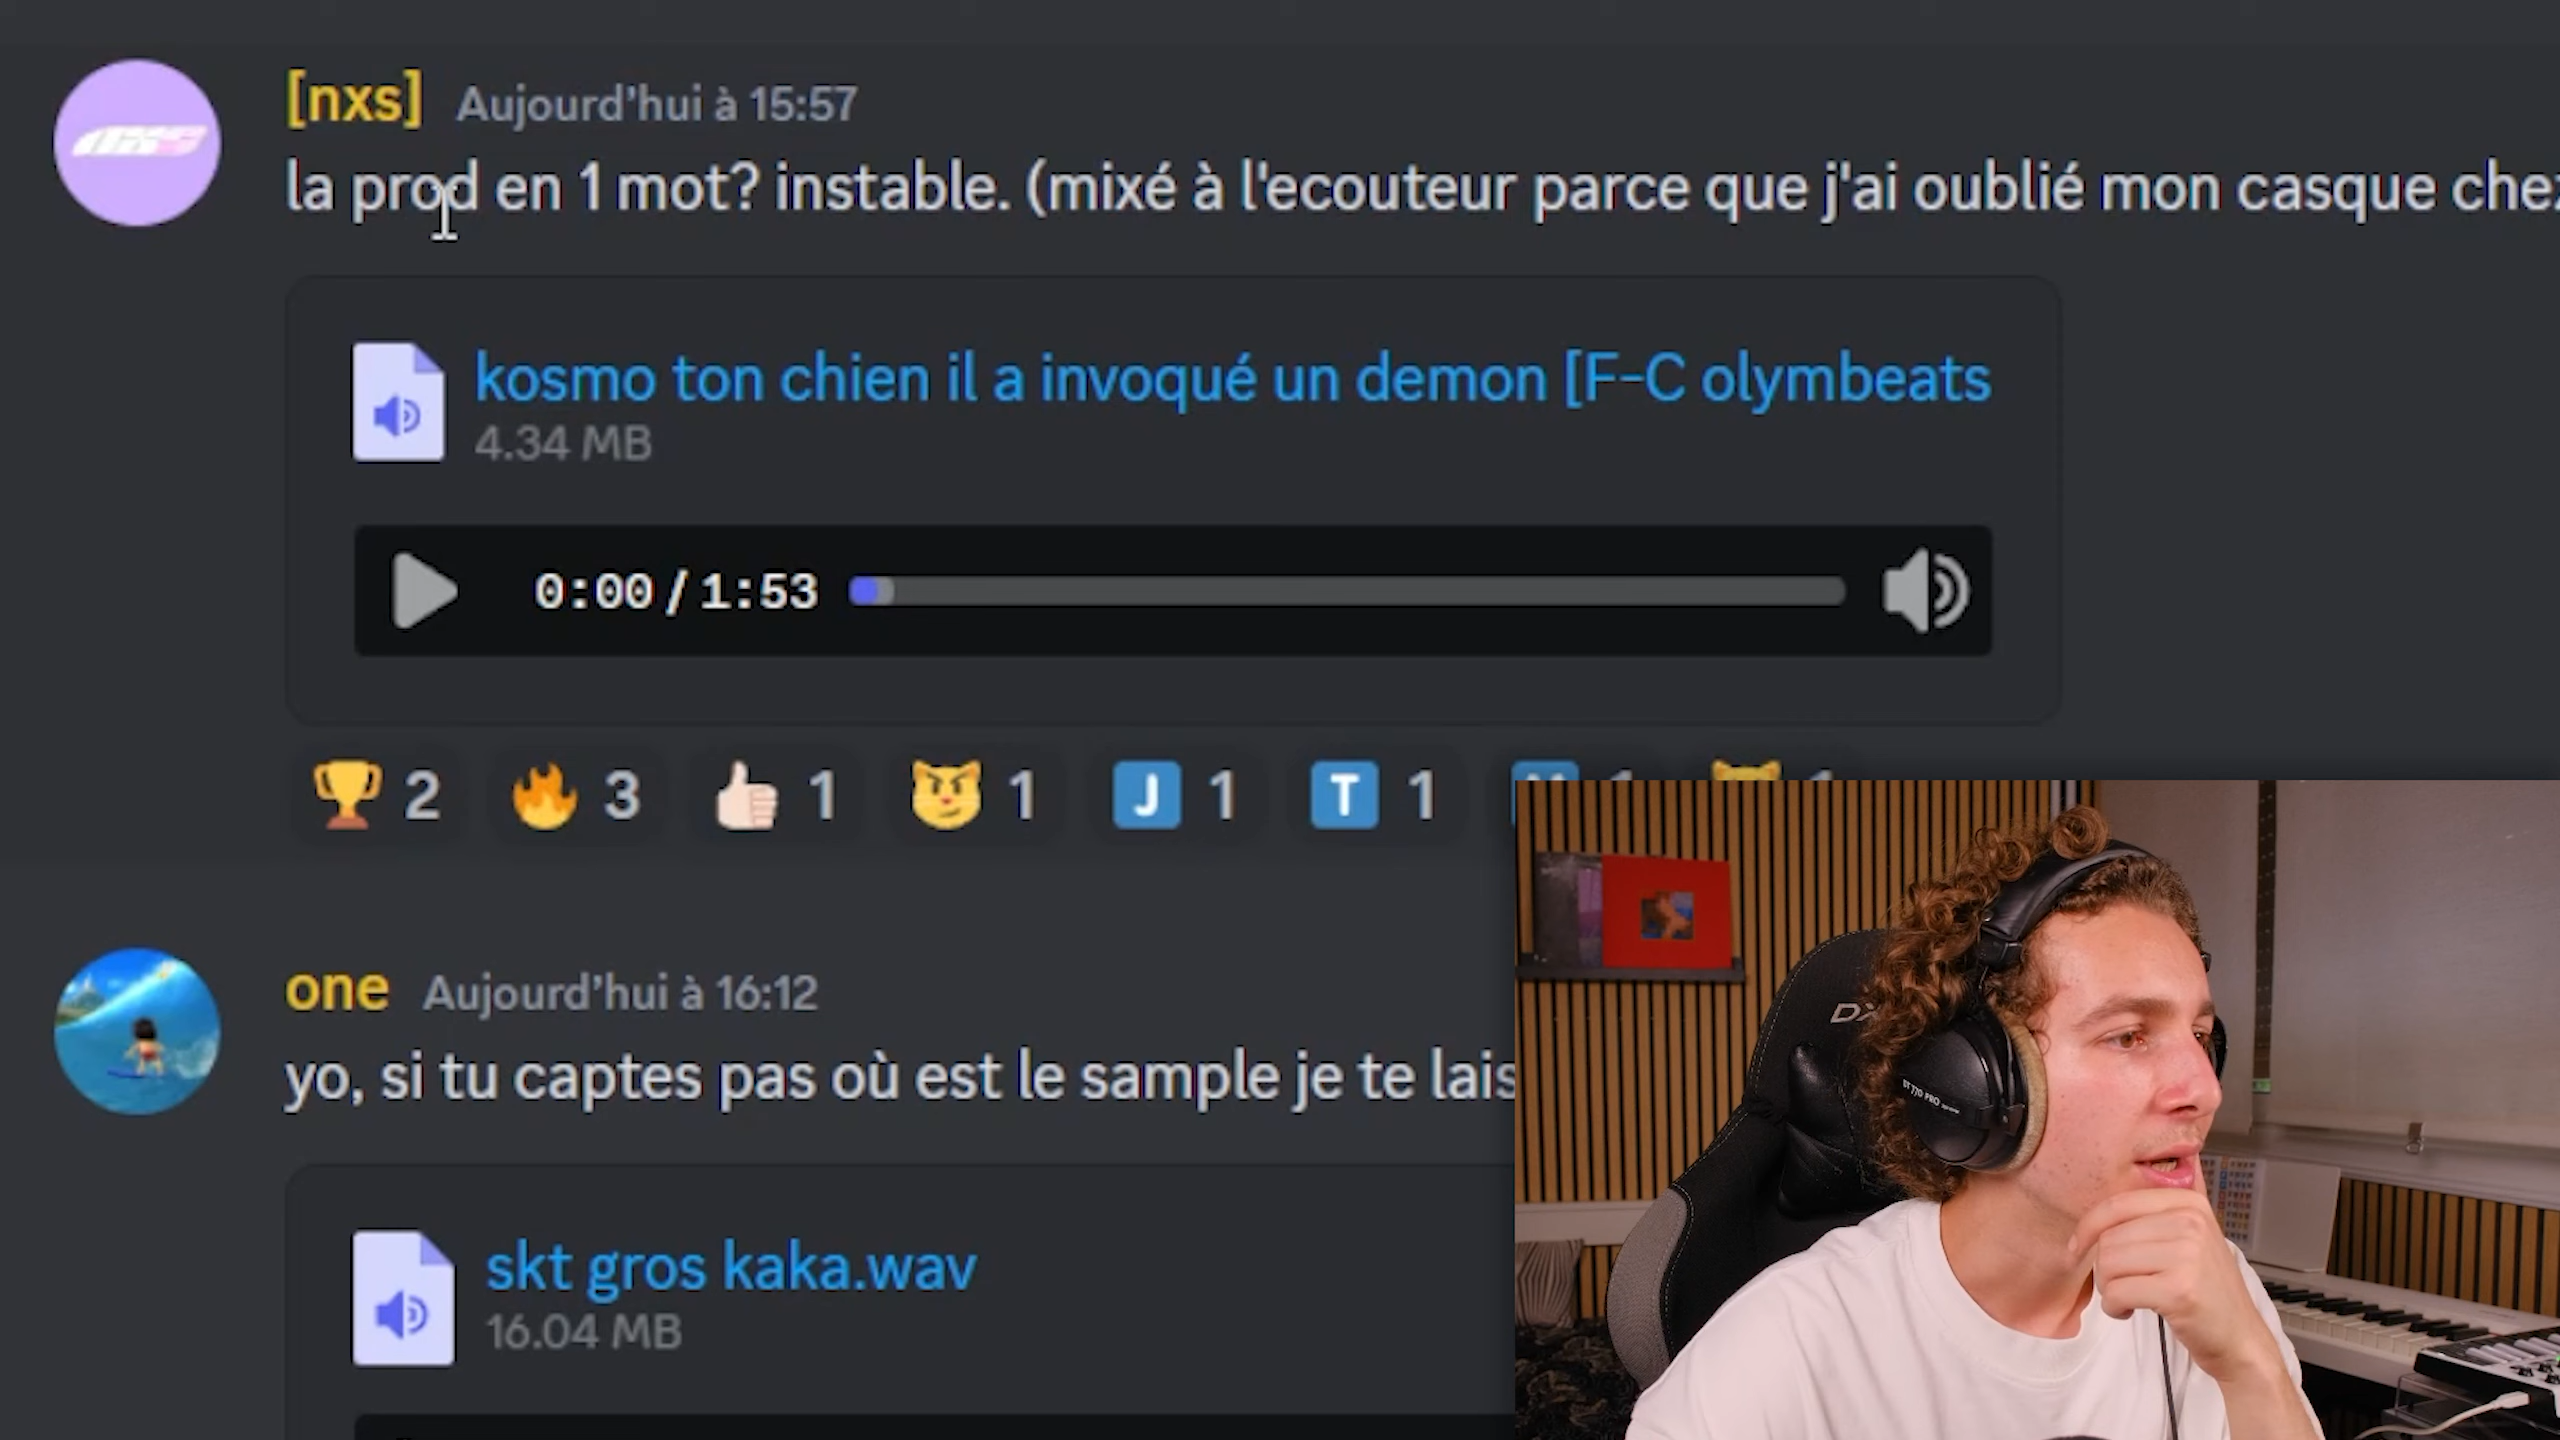 [nxs] Aujourd’hui à 15:57
la prod en 1 mot? instable. (mixé à l'ecouteur parce que j'ai oublié mon casque
kosmo ton chien il a invoqué un demon [F-C olymbeats
4.34 MB
0:00 / 1:53
2 3 1 1 J 1 T 1
one Aujourd’hui à 16:12
yo, si tu captes pas où est le sample je te
skt gros kaka.wav
16.04 MB
DT 770 PRO